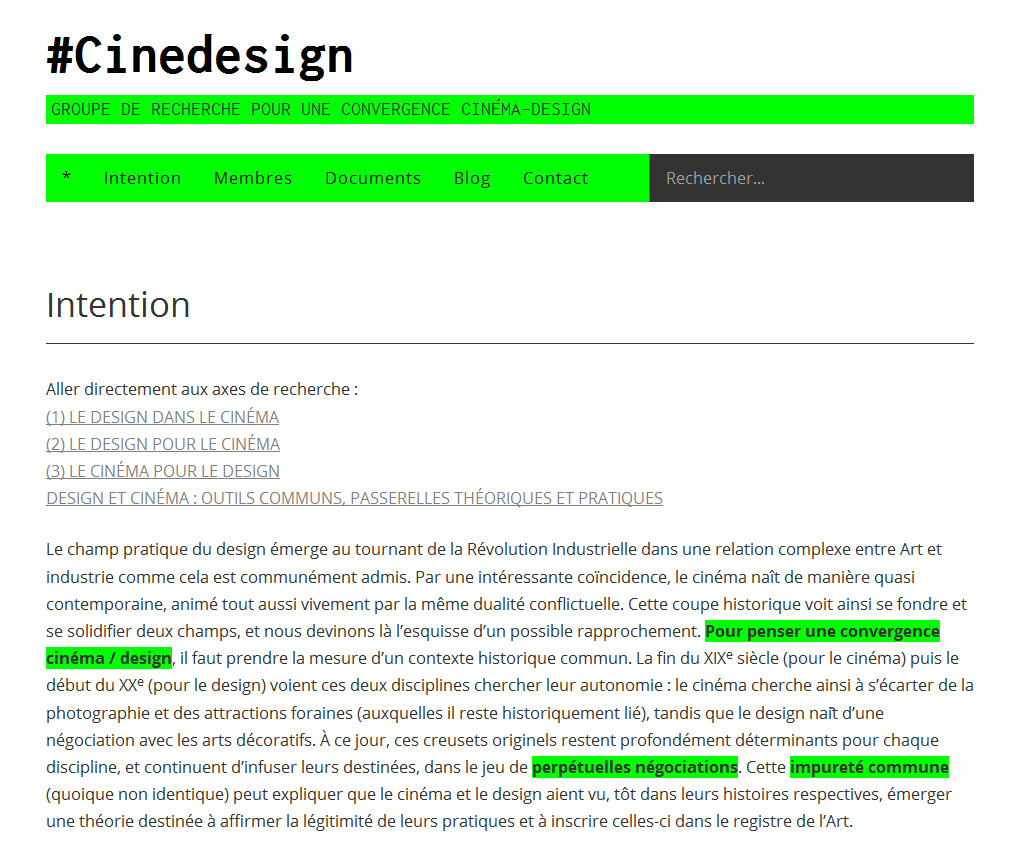 #Cinedesign
GROUPE DE RECHERCHE POUR UNE CONVERGENCE CINÉMA-DESIGN
* Intention Membres Documents Blog Contact Rechercher...
Intention
Aller directement aux axes de recherche :
(1) LE DESIGN DANS LE CINÉMA
(2) LE DESIGN POUR LE CINÉMA
(3) LE CINÉMA POUR LE DESIGN
DESIGN ET CINÉMA : OUTILS COMMUNS, PASSERELLES THÉORIQUES ET PRATIQUES
Le champ pratique du design émerge au tournant de la Révolution Industrielle dans une relation complexe entre Art et
industrie comme cela est communément admis. Par une intéressante coïncidence, le cinéma naît de manière quasi
contemporaine, animé tout aussi vivement par la même dualité conflictuelle. Cette coupe historique voit ainsi se fondre et
se solidifier deux champs, et nous devinons là l’esquisse d’un possible rapprochement. Pour penser une convergence
cinéma / design, il faut prendre la mesure d’un contexte historique commun. La fin du XIXᵉ siècle (pour le cinéma) puis le
début du XXᵉ (pour le design) voient ces deux disciplines chercher leur autonomie : le cinéma cherche ainsi à s’écarter de la
photographie et des attractions foraines (auxquelles il reste historiquement lié), tandis que le design naît d’une
négociation avec les arts décoratifs. À ce jour, ces creusets originels restent profondément déterminants pour chaque
discipline, et continuent d’infuser leurs destinées, dans le jeu de perpétuelles négociations. Cette impureté commune
(quoique non identique) peut expliquer que le cinéma et le design aient vu, tôt dans leurs histoires respectives, émerger
une théorie destinée à affirmer la légitimité de leurs pratiques et à inscrire celles-ci dans le registre de l’Art.